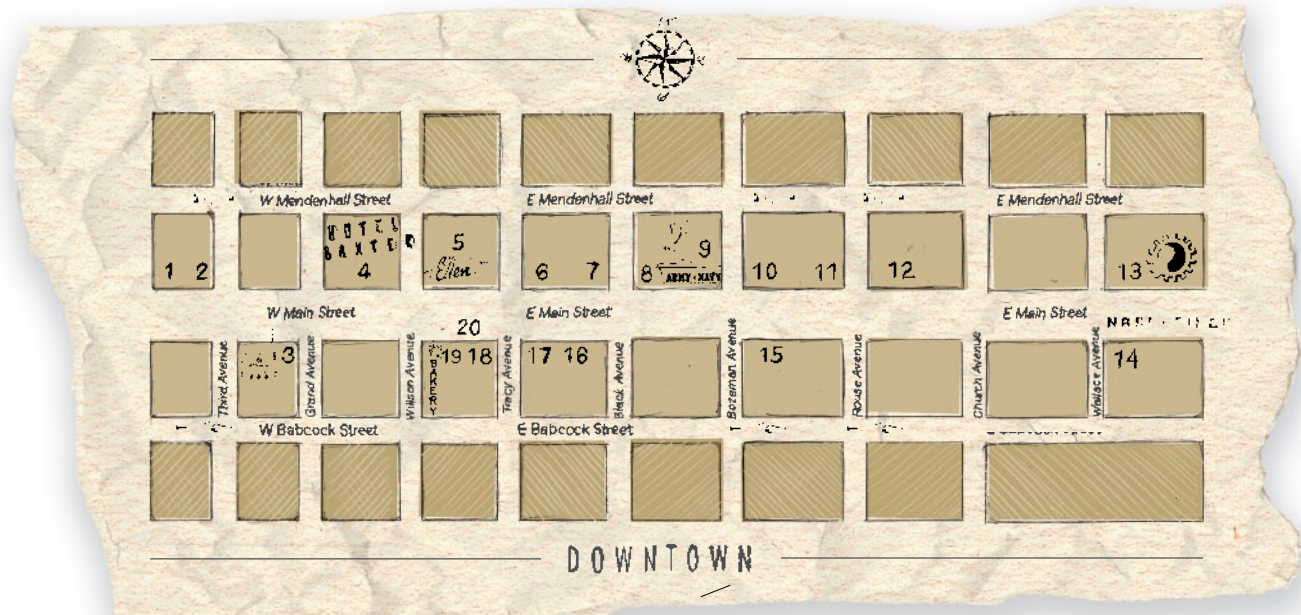 W Mendenhall Street
E Mendenhall Street
E Mendenhall Street
HOTEL
BAXTER
5
9
Ellen
1 2
4
6 7
8 ARMY·NAVY
10 11
12
13
W Main Street
E Main Street
E Main Street
20
3
19 18
17 16
15
14
BAKERY
Third Avenue
Grand Avenue
Willson Avenue
Tracy Avenue
Black Avenue
Bozeman Avenue
Rouse Avenue
Church Avenue
Wallace Avenue
W Babcock Street
E Babcock Street
DOWNTOWN